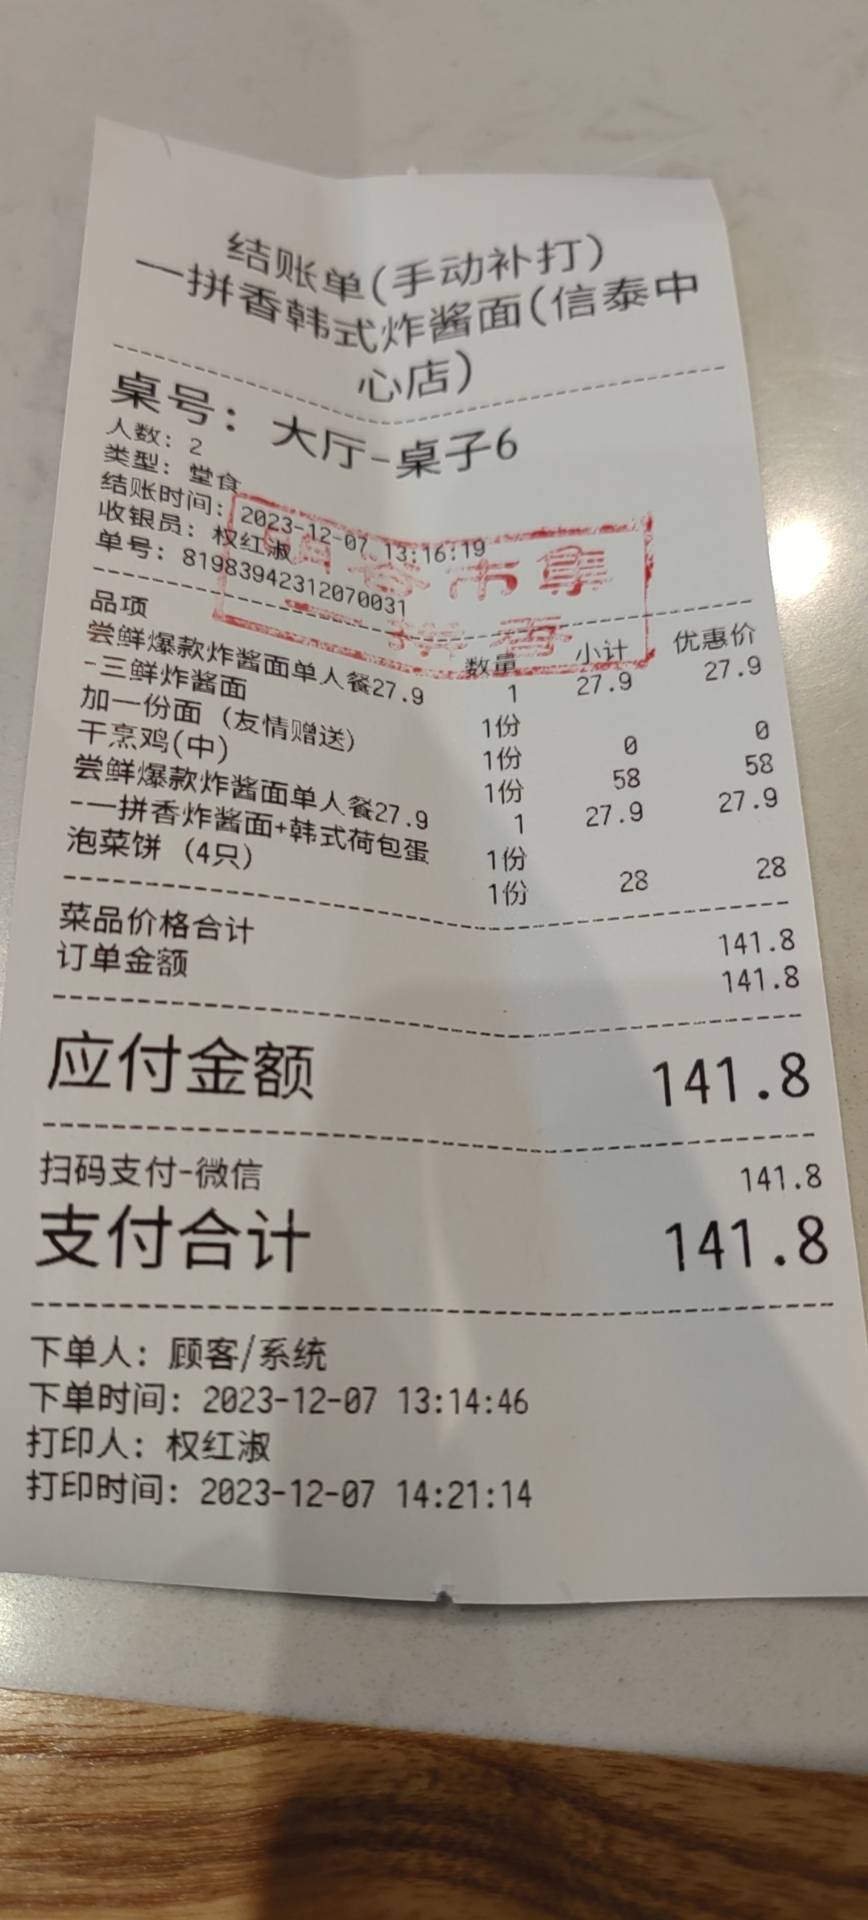 结账单(手动补打)
一拼香韩式炸酱面(信泰中
心店)
桌号: 大厅-桌子6
人数: 2
类型: 堂食
结账时间: 2023-12-07 13:16:19
收银员: 权红淑
单号: 81983942312070031
品项 数量 小计 优惠价
尝鲜爆款炸酱面单人餐27.9 1 27.9 27.9
-三鲜炸酱面 1份
加一份面 (友情赠送) 1份 0 0
干烹鸡(中) 1份 58 58
尝鲜爆款炸酱面单人餐27.9 1 27.9 27.9
-一拼香炸酱面+韩式荷包蛋 1份
泡菜饼 (4只) 1份 28 28
菜品价格合计 141.8
订单金额 141.8
应付金额 141.8
扫码支付-微信 141.8
支付合计 141.8
下单人: 顾客/系统
下单时间: 2023-12-07 13:14:46
打印人: 权红淑
打印时间: 2023-12-07 14:21:14